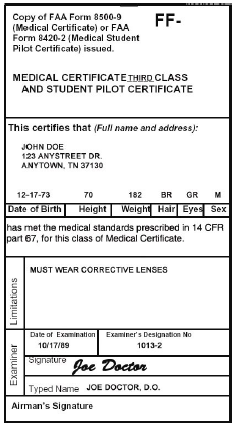 Copy of FAA Form 8500-9
(Medical Certificate) or FAA
Form 8420-2 (Medical Student
Pilot Certificate) issued.
FF-
MEDICAL CERTIFICATE THIRD CLASS
AND STUDENT PILOT CERTIFICATE
This certifies that (Full name and address):
JOHN DOE
123 ANYSTREET DR.
ANYTOWN, TN 37130
12-17-73 70 182 BR GR M
Date of Birth Height Weight Hair Eyes Sex
has met the medical standards prescribed in 14 CFR
part 67, for this class of Medical Certificate.
Limitations
MUST WEAR CORRECTIVE LENSES
Examiner
Date of Examination Examiner's Designation No
10/17/89 1013-2
Signature Joe Doctor
Typed Name JOE DOCTOR, D.O.
Airman's Signature